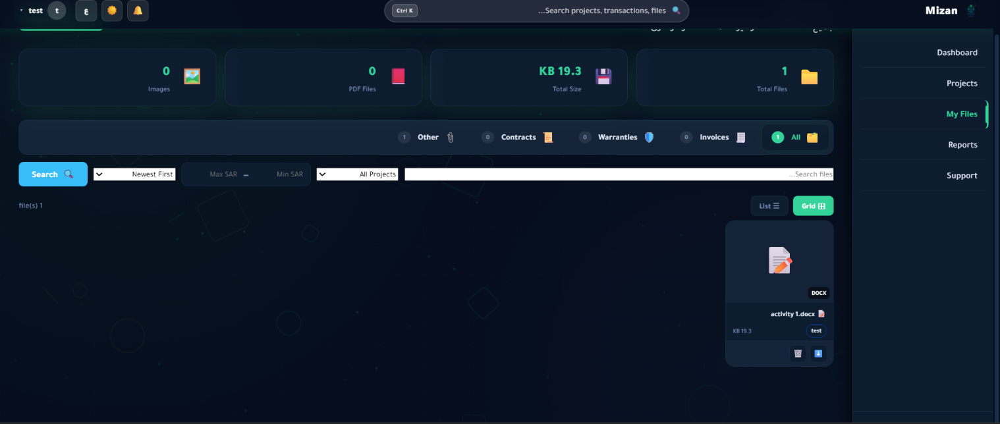 Mizan
...Search projects, transactions, files
Ctrl K
ع
t
test
Dashboard
Projects
My Files
Reports
Support
1
Total Files
KB 19.3
Total Size
0
PDF Files
0
Images
All 1
Invoices 0
Warranties 0
Contracts 0
Other 1
...Search files
All Projects
Min SAR – Max SAR
Newest First
Search
Grid
List
file(s) 1
DOCX
activity 1.docx
test
KB 19.3